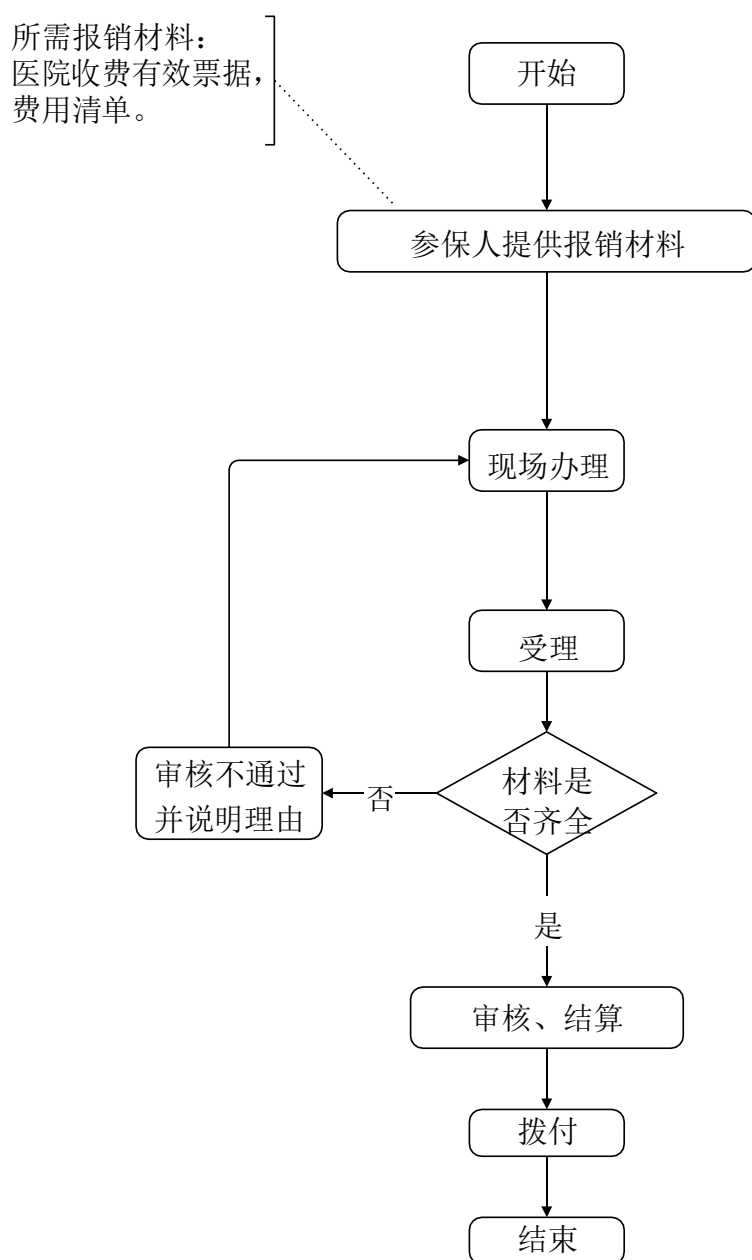 所需报销材料：
医院收费有效票据，
费用清单。
开始
参保人提供报销材料
现场办理
受理
材料是
否齐全
否
审核不通过
并说明理由
是
审核、结算
拨付
结束